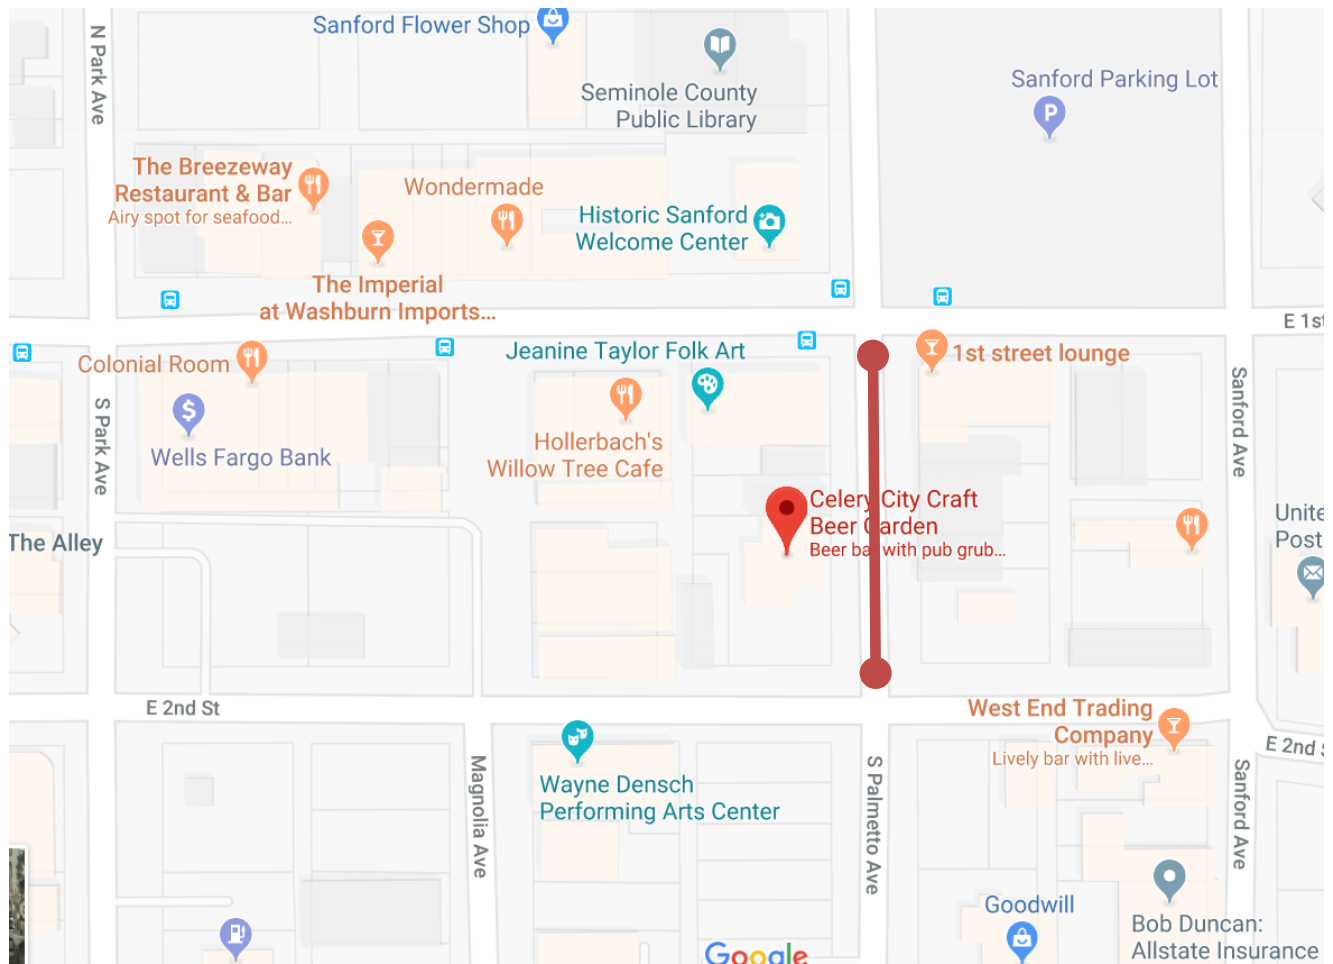 Sanford Flower Shop
N Park Ave
Seminole County
Public Library
Sanford Parking Lot
P
The Breezeway
Restaurant & Bar
Airy spot for seafood...
Wondermade
Historic Sanford
Welcome Center
The Imperial
at Washburn Imports...
E 1st
Colonial Room
Jeanine Taylor Folk Art
1st street lounge
S Park Ave
$
Wells Fargo Bank
Hollerbach's
Willow Tree Cafe
Sanford Ave
Celery City Craft
Beer Garden
Beer bar with pub grub...
Unite
Post
The Alley
E 2nd St
West End Trading
Company
Lively bar with live...
E 2nd S
Magnolia Ave
Wayne Densch
Performing Arts Center
S Palmetto Ave
Sanford Ave
Goodwill
Bob Duncan:
Allstate Insurance
Google